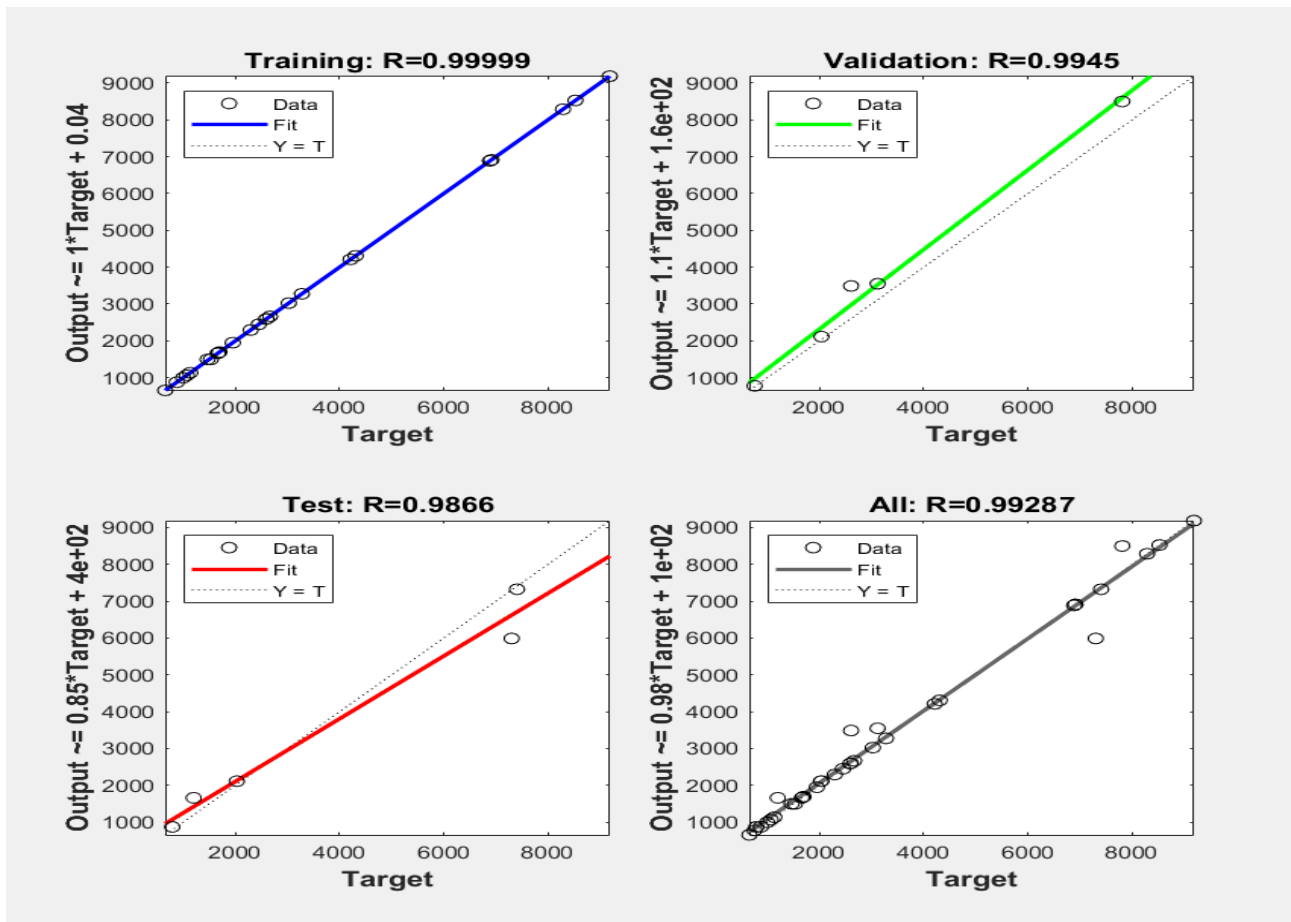 Training: R=0.99999
Output ~= 1*Target + 0.04
9000
8000
7000
6000
5000
4000
3000
2000
1000
Data
Fit
Y = T
2000 4000 6000 8000
Target
Validation: R=0.9945
Output ~= 1.1*Target + 1.6e+02
9000
8000
7000
6000
5000
4000
3000
2000
1000
Data
Fit
Y = T
2000 4000 6000 8000
Target
Test: R=0.9866
Output ~= 0.85*Target + 4e+02
9000
8000
7000
6000
5000
4000
3000
2000
1000
Data
Fit
Y = T
2000 4000 6000 8000
Target
All: R=0.99287
Output ~= 0.98*Target + 1e+02
9000
8000
7000
6000
5000
4000
3000
2000
1000
Data
Fit
Y = T
2000 4000 6000 8000
Target